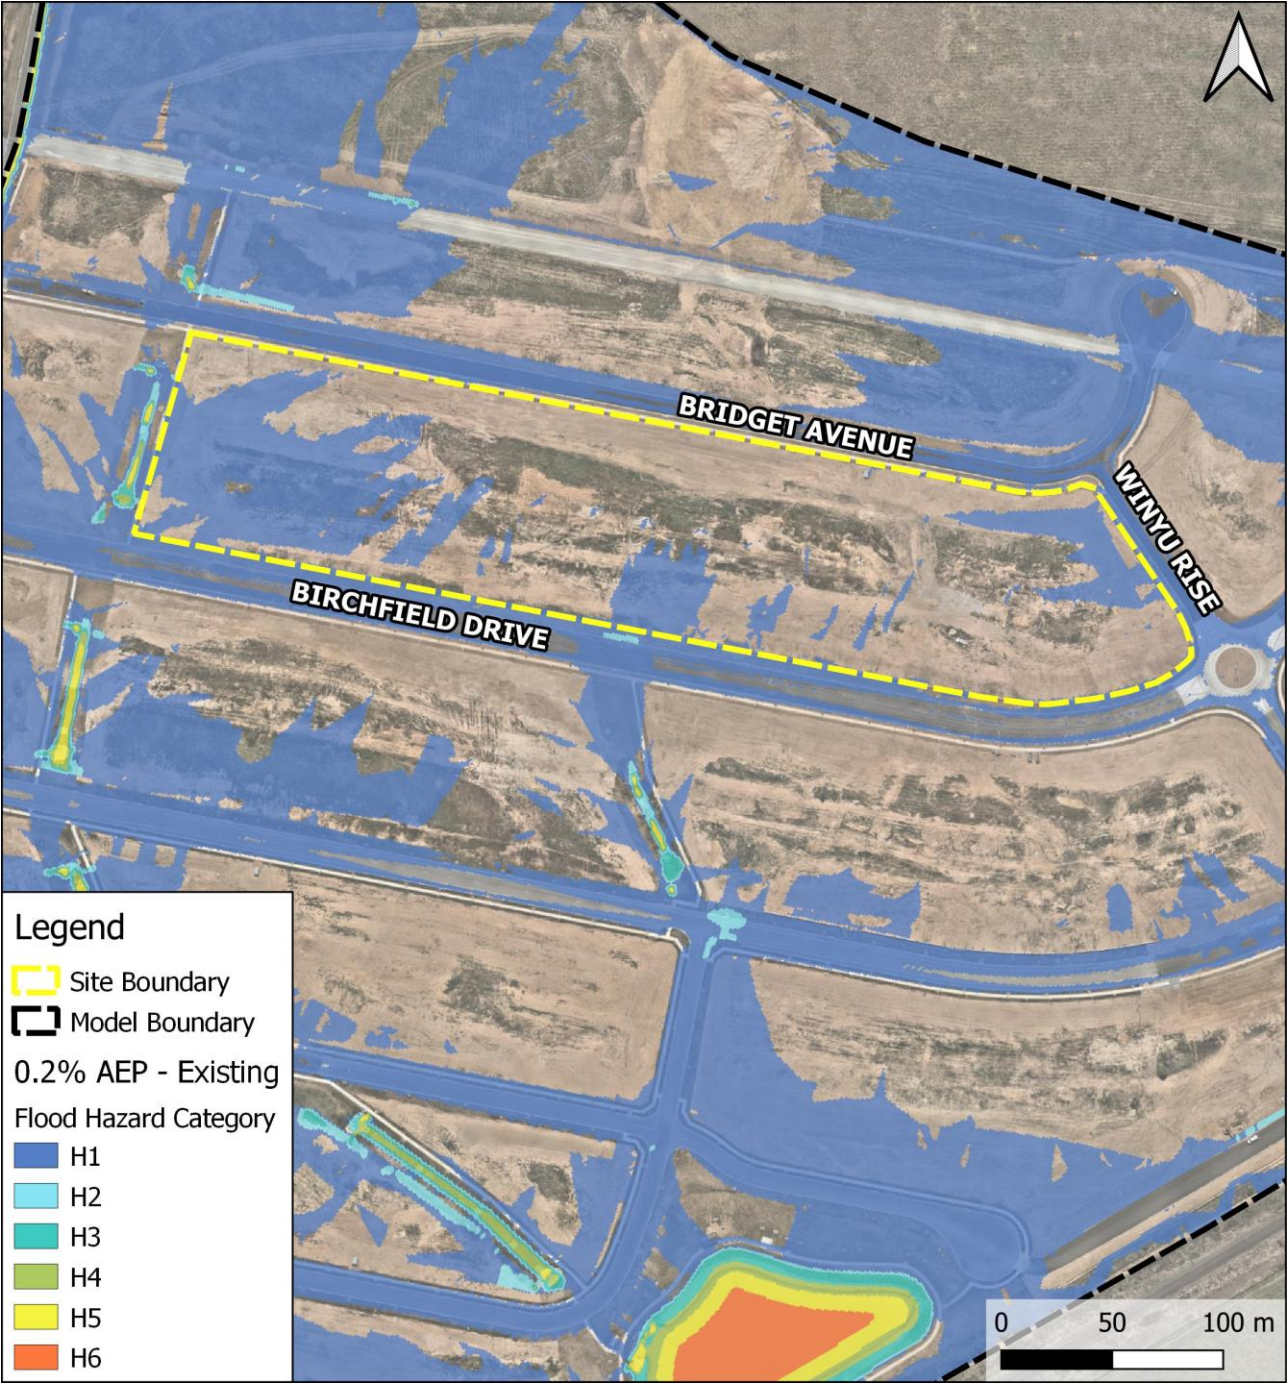 BRIDGET AVENUE
WINYU RISE
BIRCHFIELD DRIVE
Legend
Site Boundary
Model Boundary
0.2% AEP - Existing
Flood Hazard Category
H1
H2
H3
H4
H5
H6
0 50 100 m